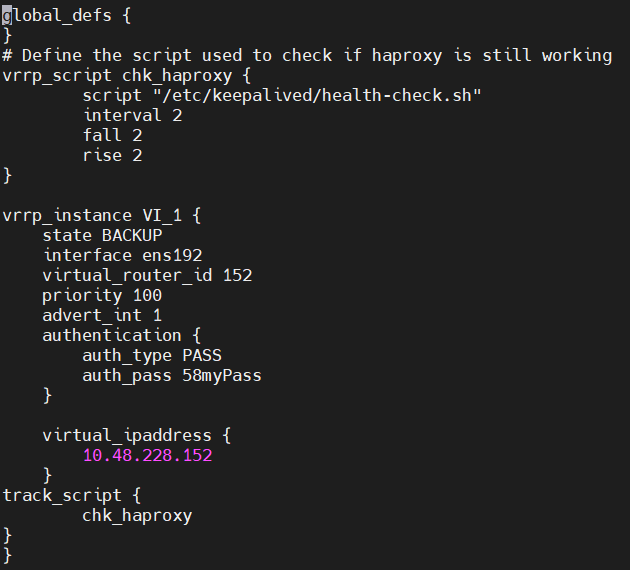 global_defs {
}
# Define the script used to check if haproxy is still working
vrrp_script chk_haproxy {
        script "/etc/keepalived/health-check.sh"
        interval 2
        fall 2
        rise 2
}

vrrp_instance VI_1 {
    state BACKUP
    interface ens192
    virtual_router_id 152
    priority 100
    advert_int 1
    authentication {
        auth_type PASS
        auth_pass 58myPass
    }

    virtual_ipaddress {
        10.48.228.152
    }
track_script {
        chk_haproxy
}
}